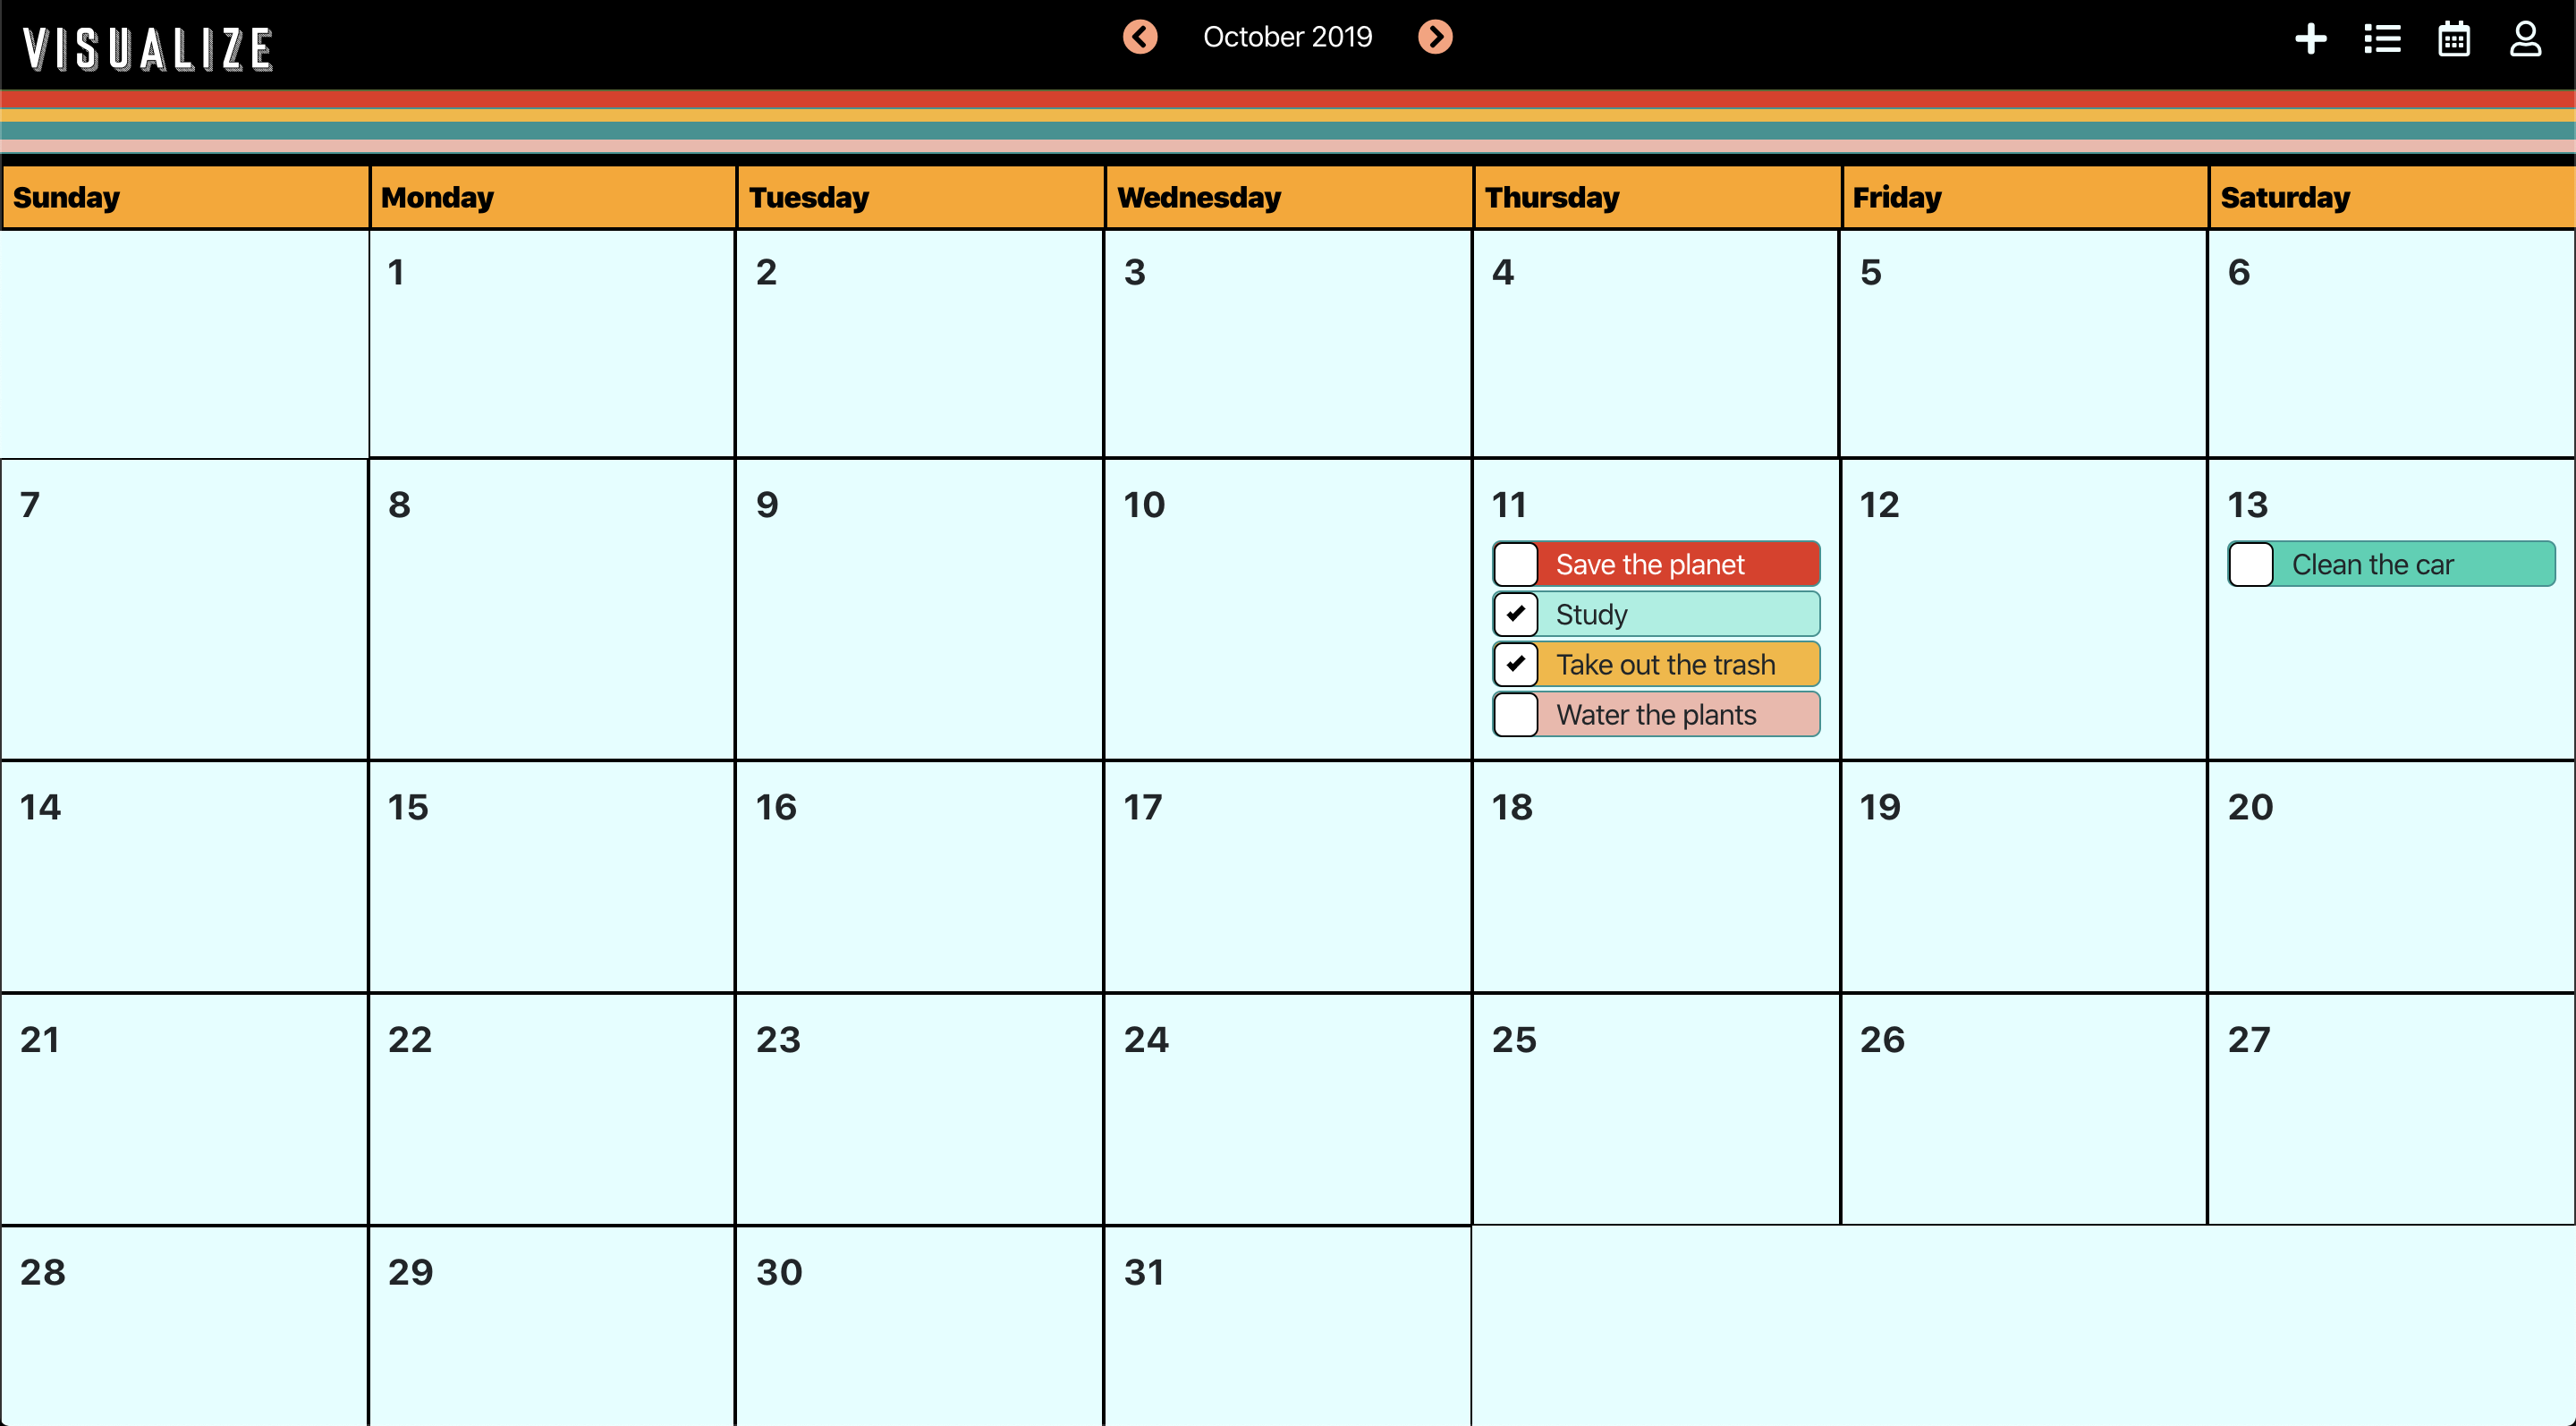 VISUALIZE
October 2019
Sunday Monday Tuesday Wednesday Thursday Friday Saturday
1 2 3 4 5 6
7 8 9 10 11 12 13
Save the planet
Clean the car
Study
Take out the trash
Water the plants
14 15 16 17 18 19 20
21 22 23 24 25 26 27
28 29 30 31